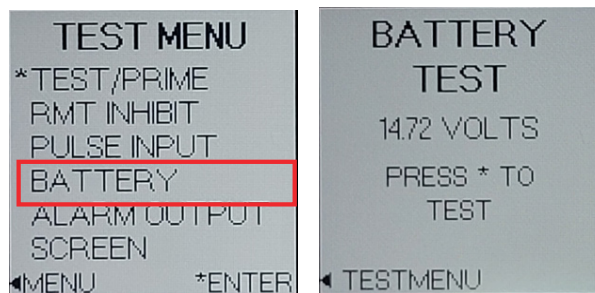 TEST MENU
*TEST/PRIME
RMT INHIBIT
PULSE INPUT
BATTERY
ALARM OUTPUT
SCREEN
◄MENU *ENTER
BATTERY
TEST
14.72 VOLTS
PRESS * TO
TEST
◄ TESTMENU